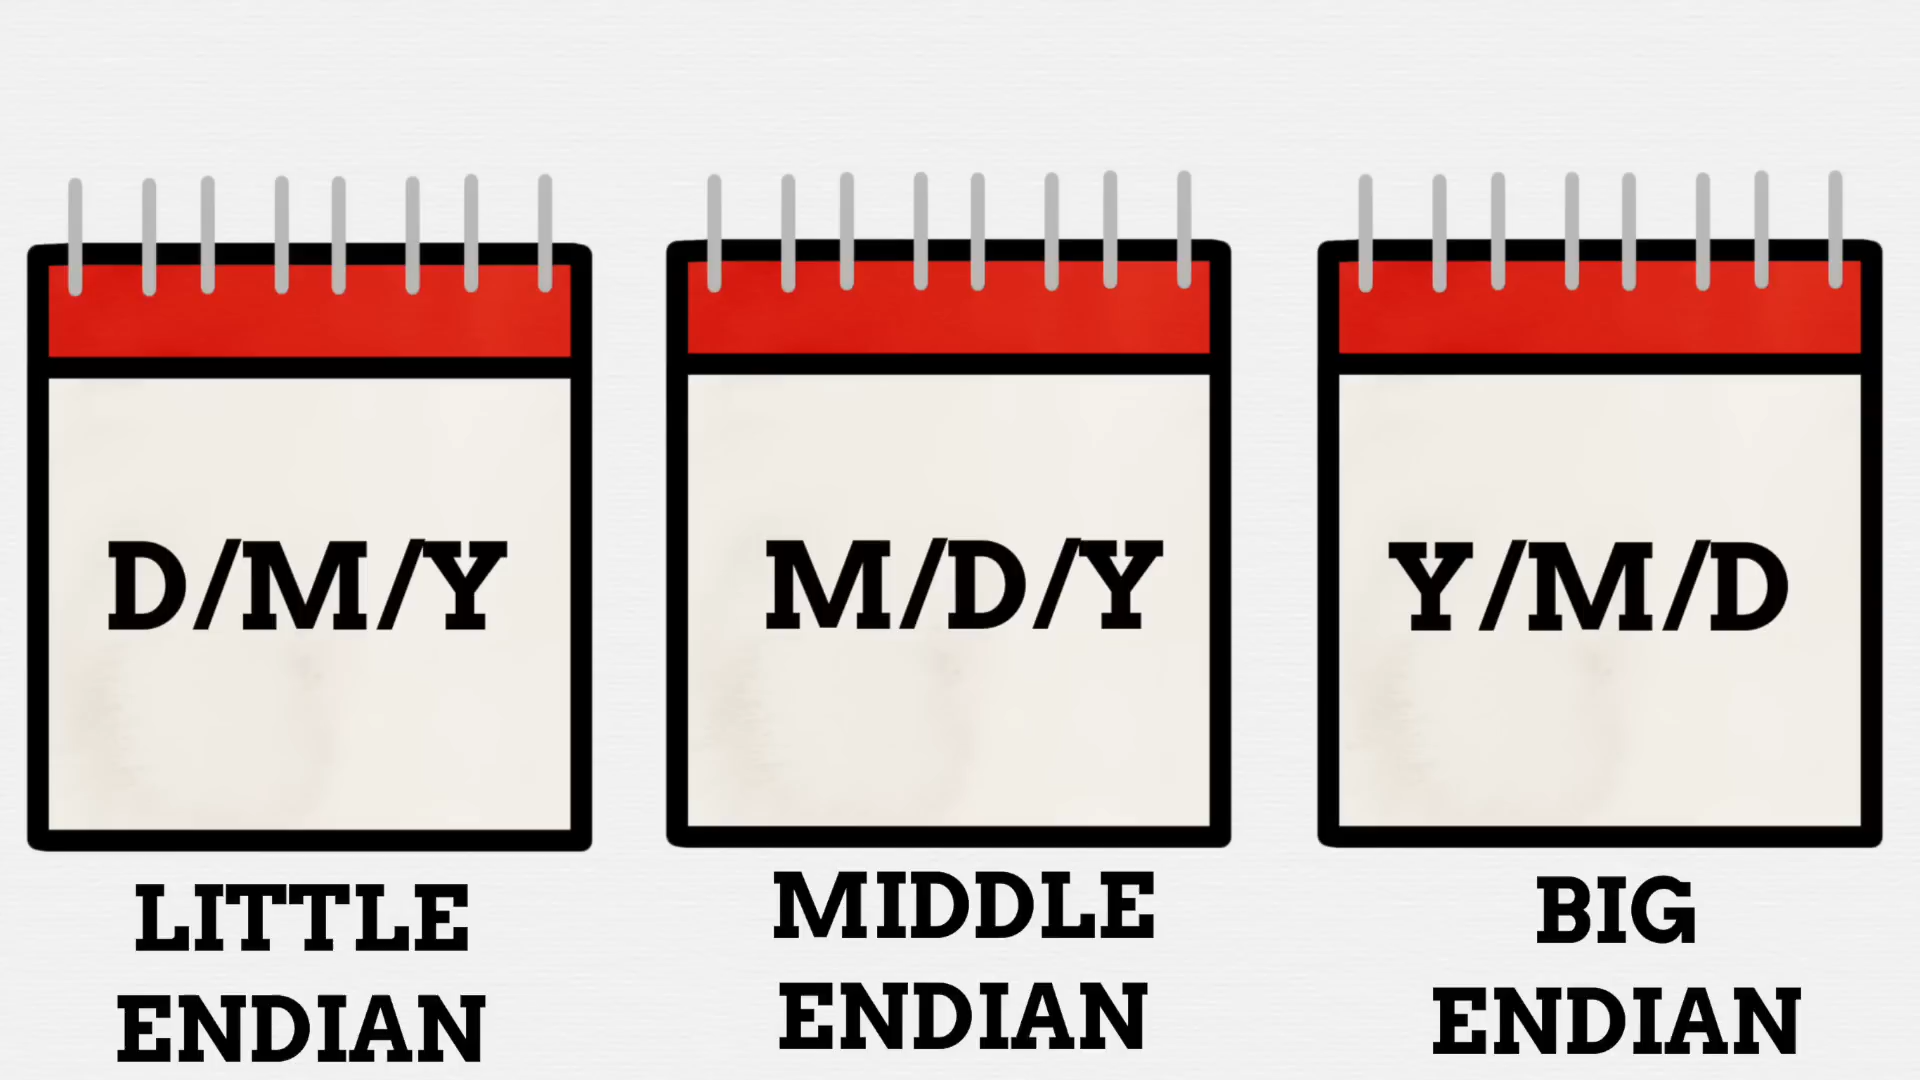 D/M/Y
M/D/Y
Y/M/D
LITTLE
ENDIAN
MIDDLE
ENDIAN
BIG
ENDIAN